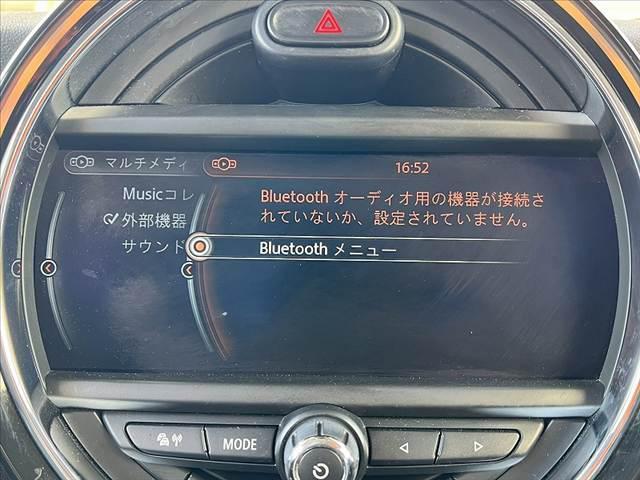 マルチメディ
16:52
Musicコレ
外部機器
サウンド
Bluetooth オーディオ用の機器が接続さ
れていないか、設定されていません。
Bluetooth メニュー
MODE